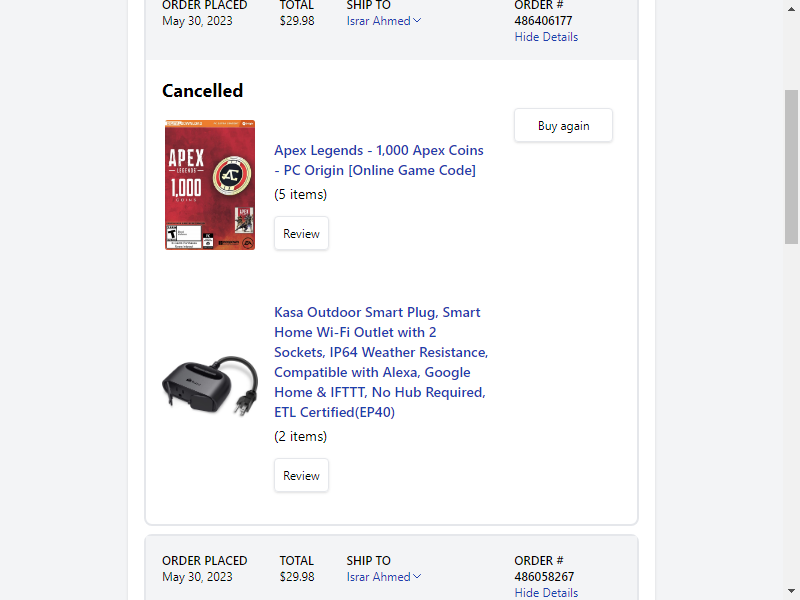 ORDER PLACED TOTAL SHIP TO ORDER #
May 30, 2023 $29.98 Israr Ahmed 486406177
Hide Details
Cancelled
Buy again
APEX
LEGENDS
1,000
COINS
Apex Legends - 1,000 Apex Coins
- PC Origin [Online Game Code]
(5 items)
Review
Kasa Outdoor Smart Plug, Smart
Home Wi-Fi Outlet with 2
Sockets, IP64 Weather Resistance,
Compatible with Alexa, Google
Home & IFTTT, No Hub Required,
ETL Certified(EP40)
(2 items)
Review
ORDER PLACED TOTAL SHIP TO ORDER #
May 30, 2023 $29.98 Israr Ahmed 486058267
Hide Details